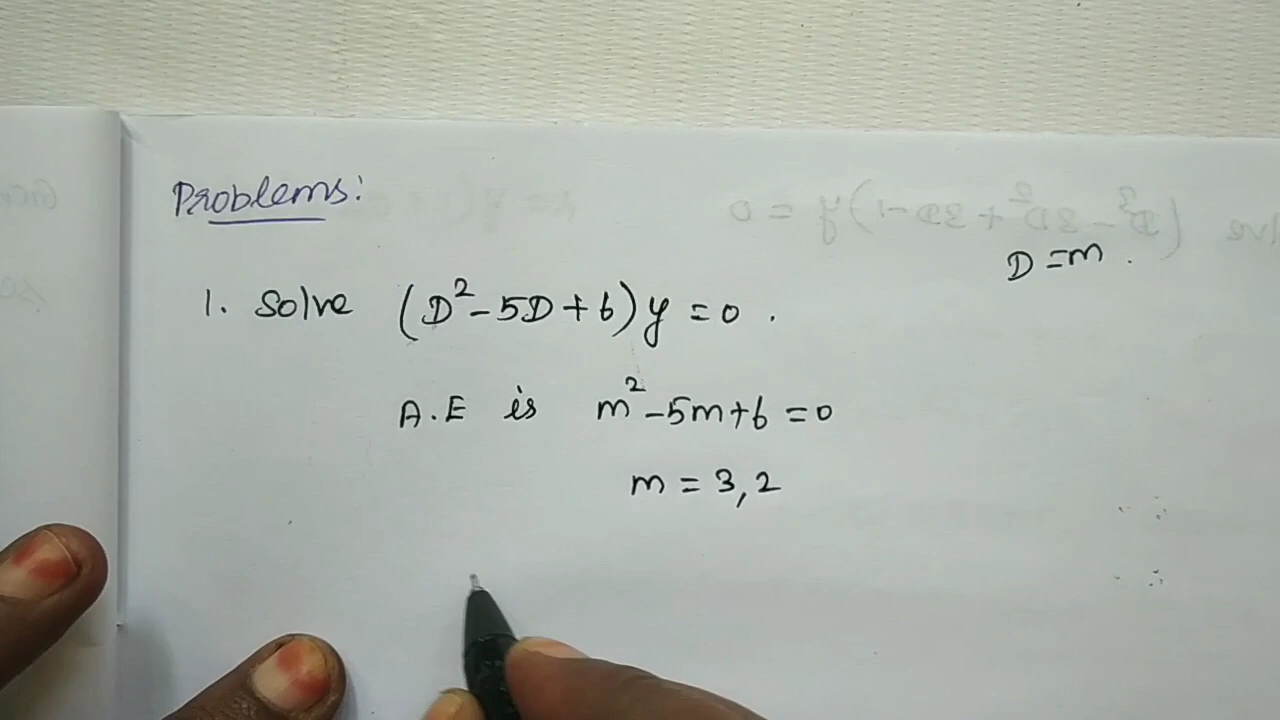 Problems:
D = m .
1. Solve (D² - 5D + 6) y = 0 .
A.E is m² - 5m + 6 = 0
m = 3, 2